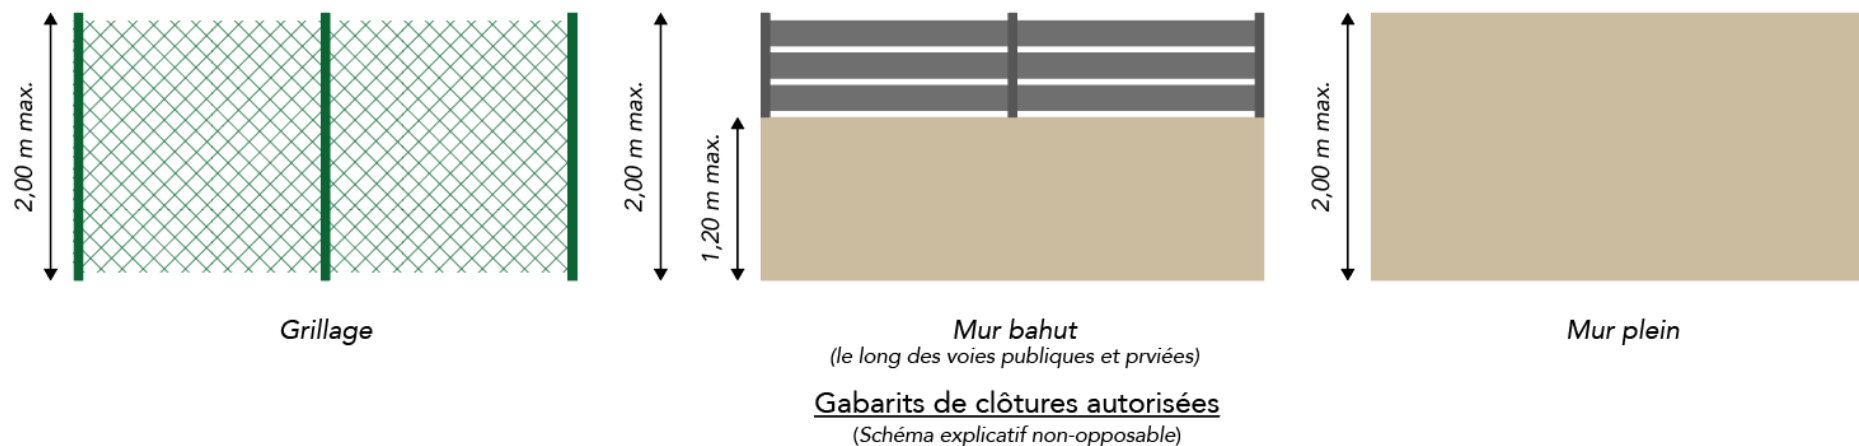 2,00 m max.
Grillage
2,00 m max.
1,20 m max.
Mur bahut
(le long des voies publiques et prviées)
2,00 m max.
Mur plein
Gabarits de clôtures autorisées
(Schéma explicatif non-opposable)